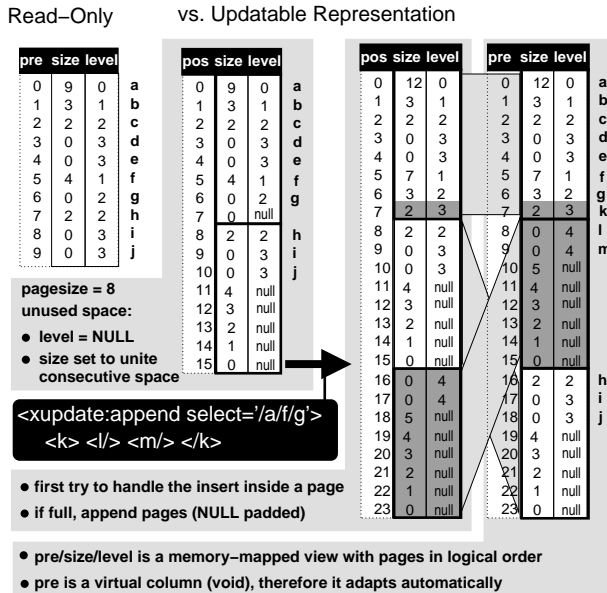 Read–Only vs. Updatable Representation
pre size level
0 9 0 a
1 3 1 b
2 2 2 c
3 0 3 d
4 0 3 e
5 4 1 f
6 0 2 g
7 2 2 h
8 0 3 i
9 0 3 j
pos size level
0 9 0 a
1 3 1 b
2 2 2 c
3 0 3 d
4 0 3 e
5 4 1 f
6 0 2 g
7 0 null
8 2 2 h
9 0 3 i
10 0 3 j
11 4 null
12 3 null
13 2 null
14 1 null
15 0 null
pos size level
0 12 0
1 3 1
2 2 2
3 0 3
4 0 3
5 7 1
6 3 2
7 2 3
8 2 2
9 0 3
10 0 3
11 4 null
12 3 null
13 2 null
14 1 null
15 0 null
16 0 4
17 0 4
18 5 null
19 4 null
20 3 null
21 2 null
22 1 null
23 0 null
pre size level
0 12 0 a
1 3 1 b
2 2 2 c
3 0 3 d
4 0 3 e
5 7 1 f
6 3 2 g
7 2 3 k
8 0 4 l
9 0 4 m
10 5 null
11 4 null
12 3 null
13 2 null
14 1 null
15 0 null
16 2 2 h
17 0 3 i
18 0 3 j
19 4 null
20 3 null
21 2 null
22 1 null
23 0 null
pagesize = 8
unused space:
● level = NULL
● size set to unite
consecutive space
<xupdate:append select='/a/f/g'>
<k> <l/> <m/> </k>
● first try to handle the insert inside a page
● if full, append pages (NULL padded)
● pre/size/level is a memory–mapped view with pages in logical order
● pre is a virtual column (void), therefore it adapts automatically